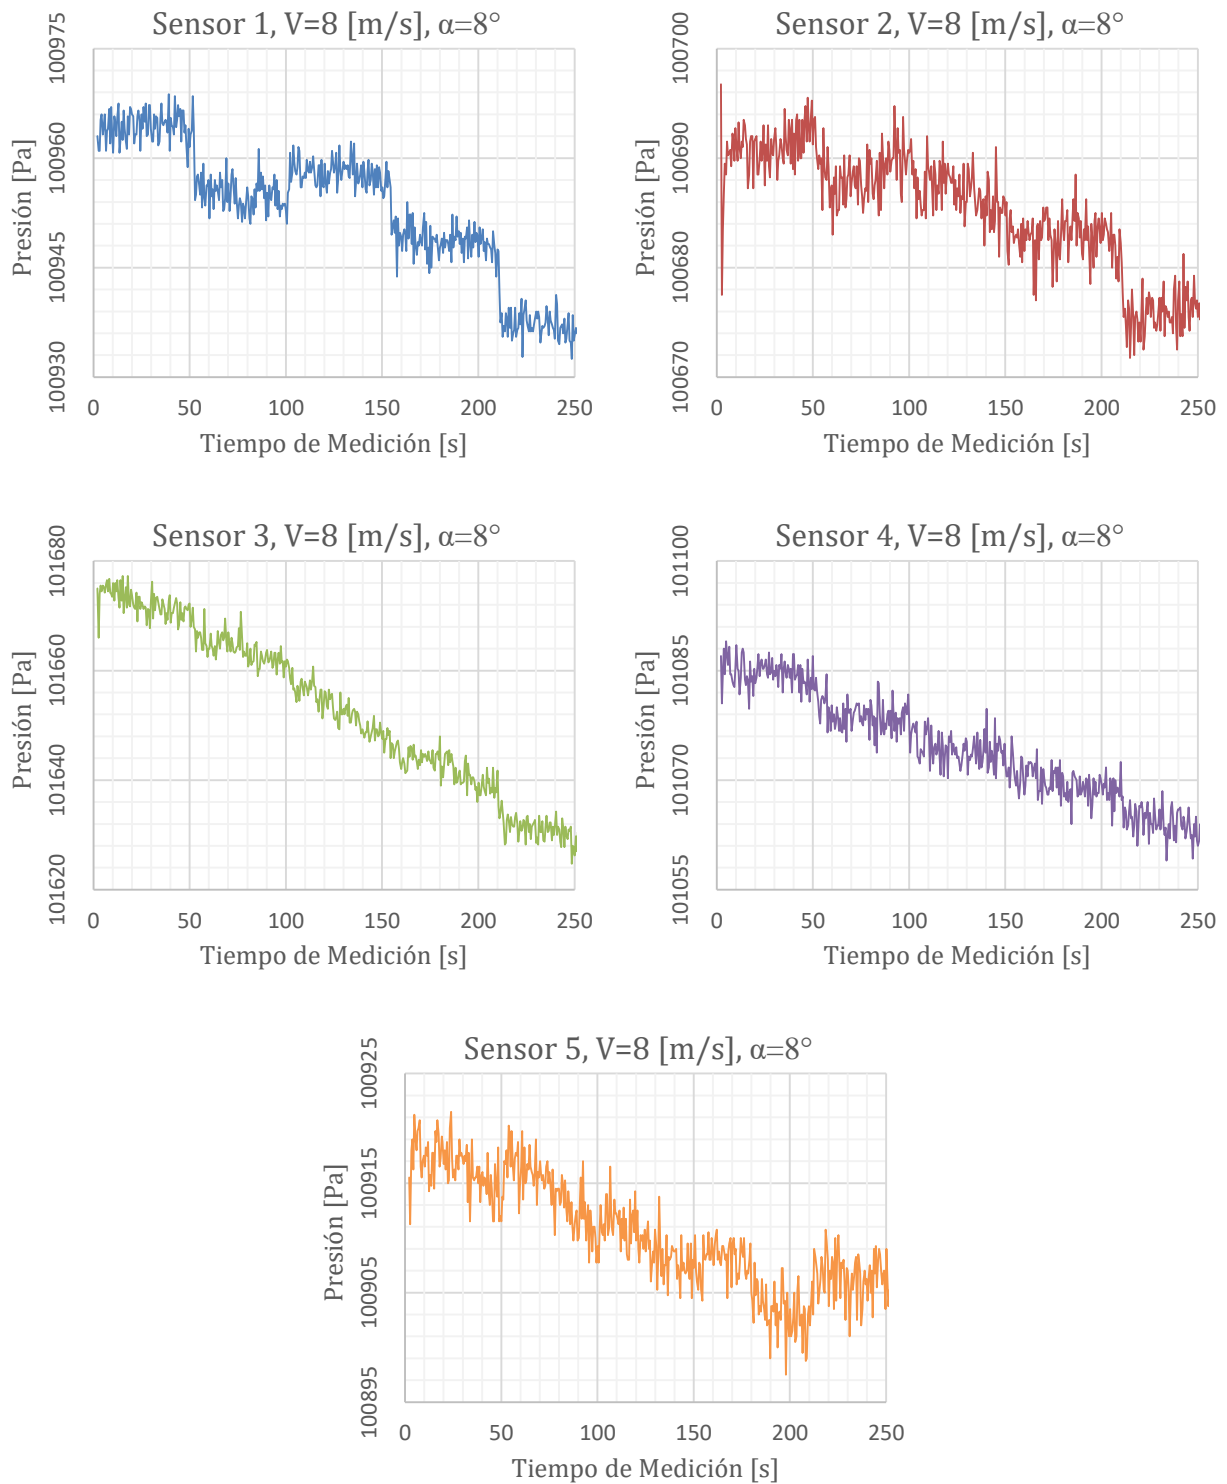 Sensor 1, V=8 [m/s], α=8°
Presión [Pa]
100975
100960
100945
100930
0 50 100 150 200 250
Tiempo de Medición [s]
Sensor 2, V=8 [m/s], α=8°
Presión [Pa]
100700
100690
100680
100670
0 50 100 150 200 250
Tiempo de Medición [s]
Sensor 3, V=8 [m/s], α=8°
Presión [Pa]
101680
101660
101640
101620
0 50 100 150 200 250
Tiempo de Medición [s]
Sensor 4, V=8 [m/s], α=8°
Presión [Pa]
101100
101085
101070
101055
0 50 100 150 200 250
Tiempo de Medición [s]
Sensor 5, V=8 [m/s], α=8°
Presión [Pa]
100925
100915
100905
100895
0 50 100 150 200 250
Tiempo de Medición [s]